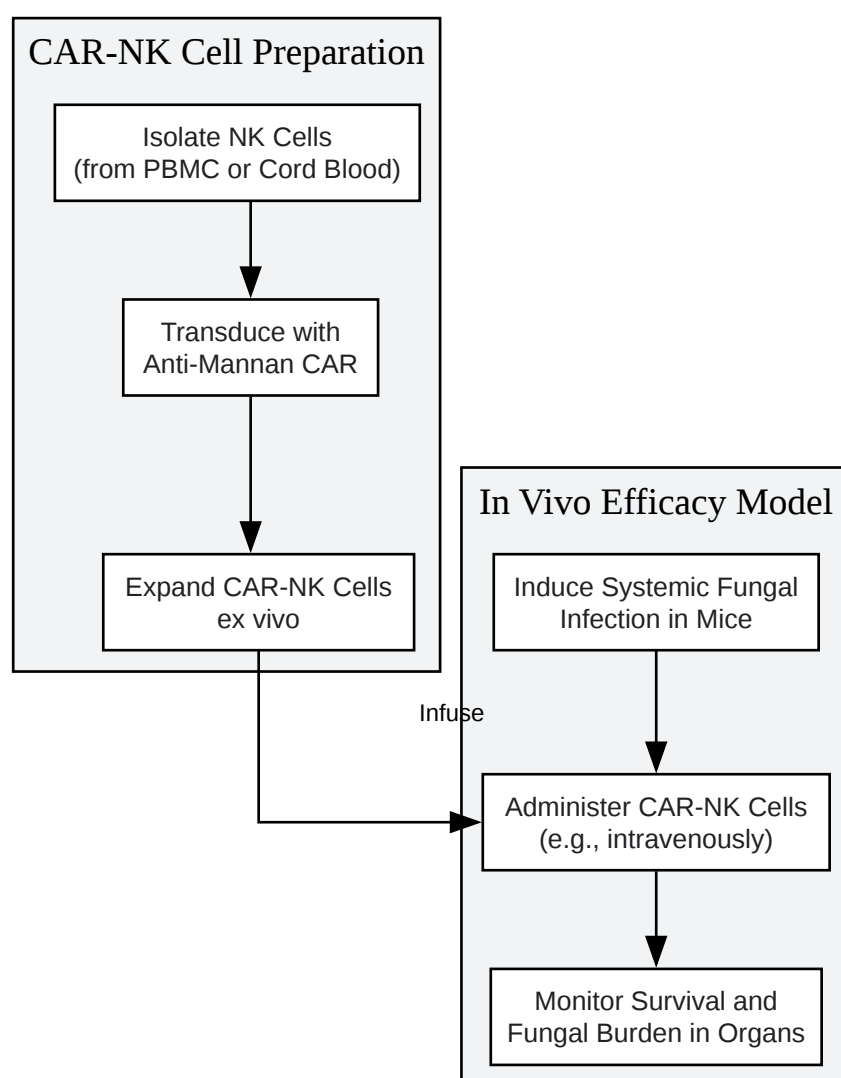 CAR-NK Cell Preparation
Isolate NK Cells
(from PBMC or Cord Blood)
Transduce with
Anti-Mannan CAR
Expand CAR-NK Cells
ex vivo
Infuse
In Vivo Efficacy Model
Induce Systemic Fungal
Infection in Mice
Administer CAR-NK Cells
(e.g., intravenously)
Monitor Survival and
Fungal Burden in Organs